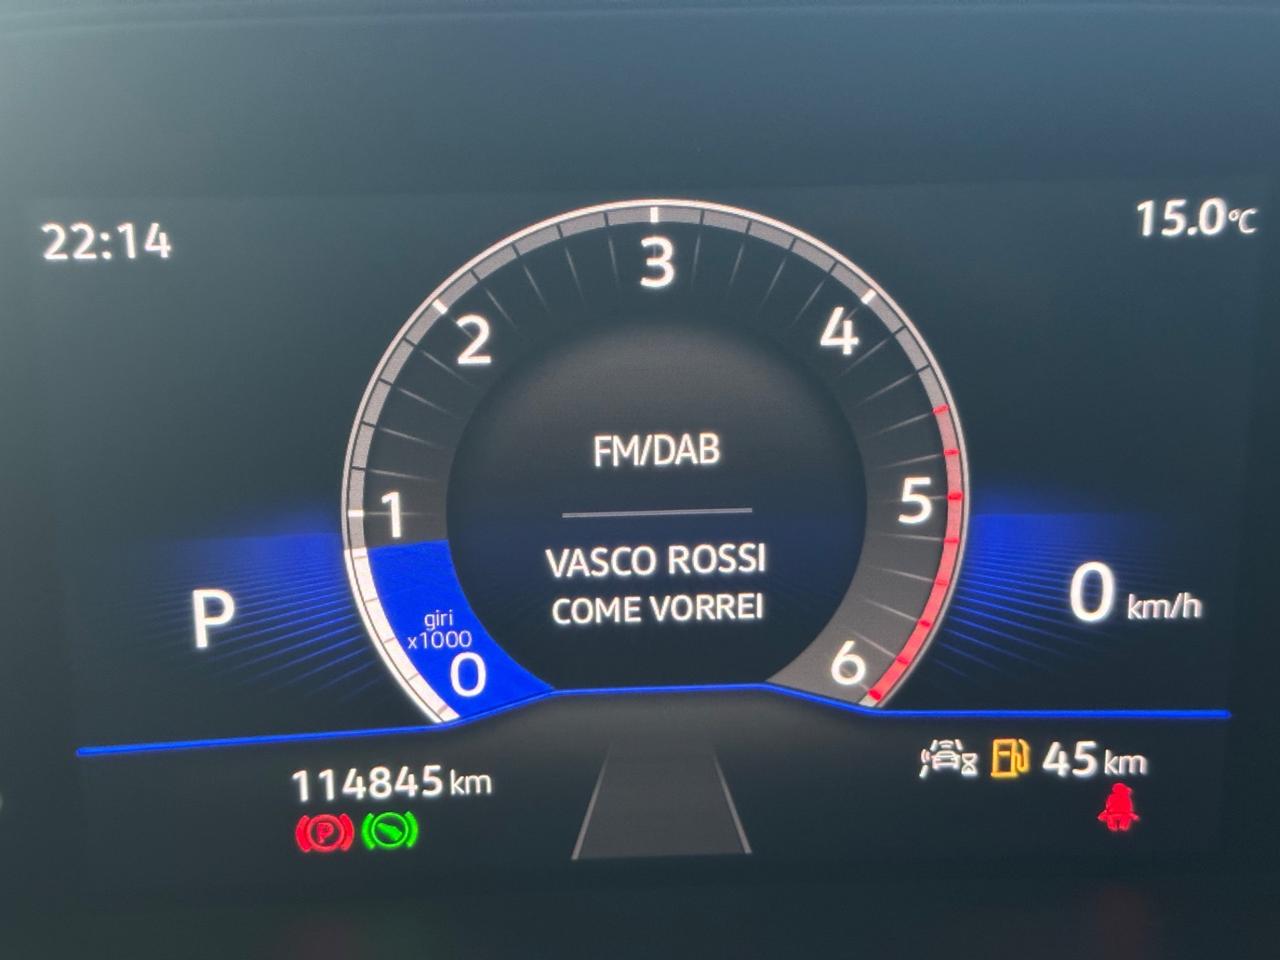 22:14
15.0°C
3
2
4
FM/DAB
1
5
VASCO ROSSI
COME VORREI
P
0 km/h
giri
x1000
0
6
114845 km
45 km
P